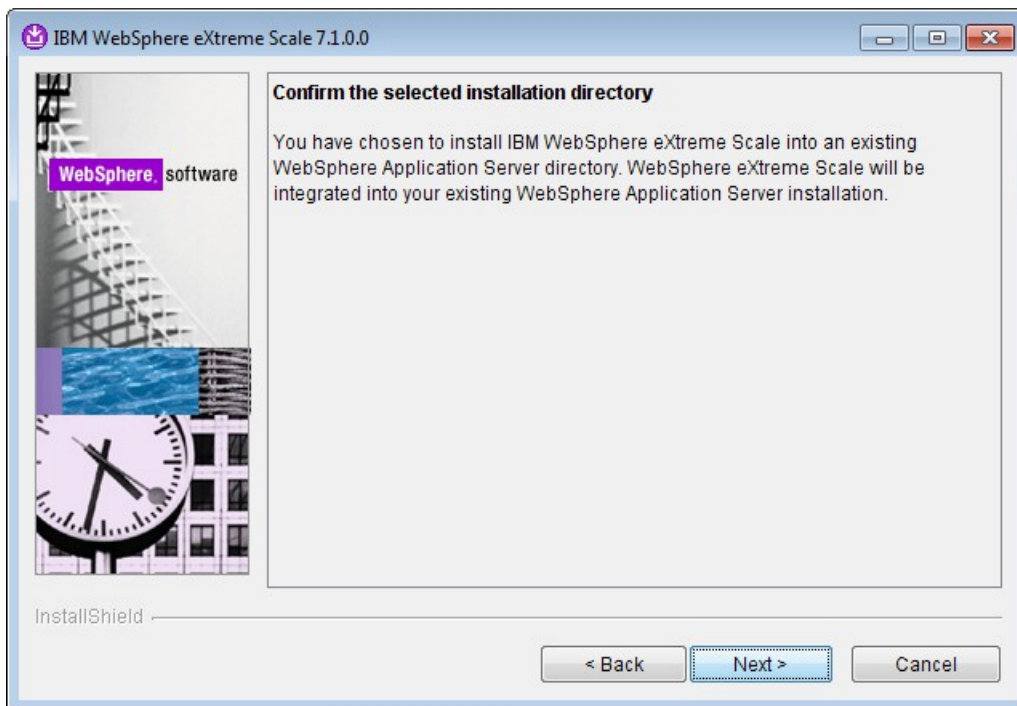 IBM WebSphere eXtreme Scale 7.1.0.0
WebSphere. software
Confirm the selected installation directory
You have chosen to install IBM WebSphere eXtreme Scale into an existing
WebSphere Application Server directory. WebSphere eXtreme Scale will be
integrated into your existing WebSphere Application Server installation.
InstallShield
< Back
Next >
Cancel